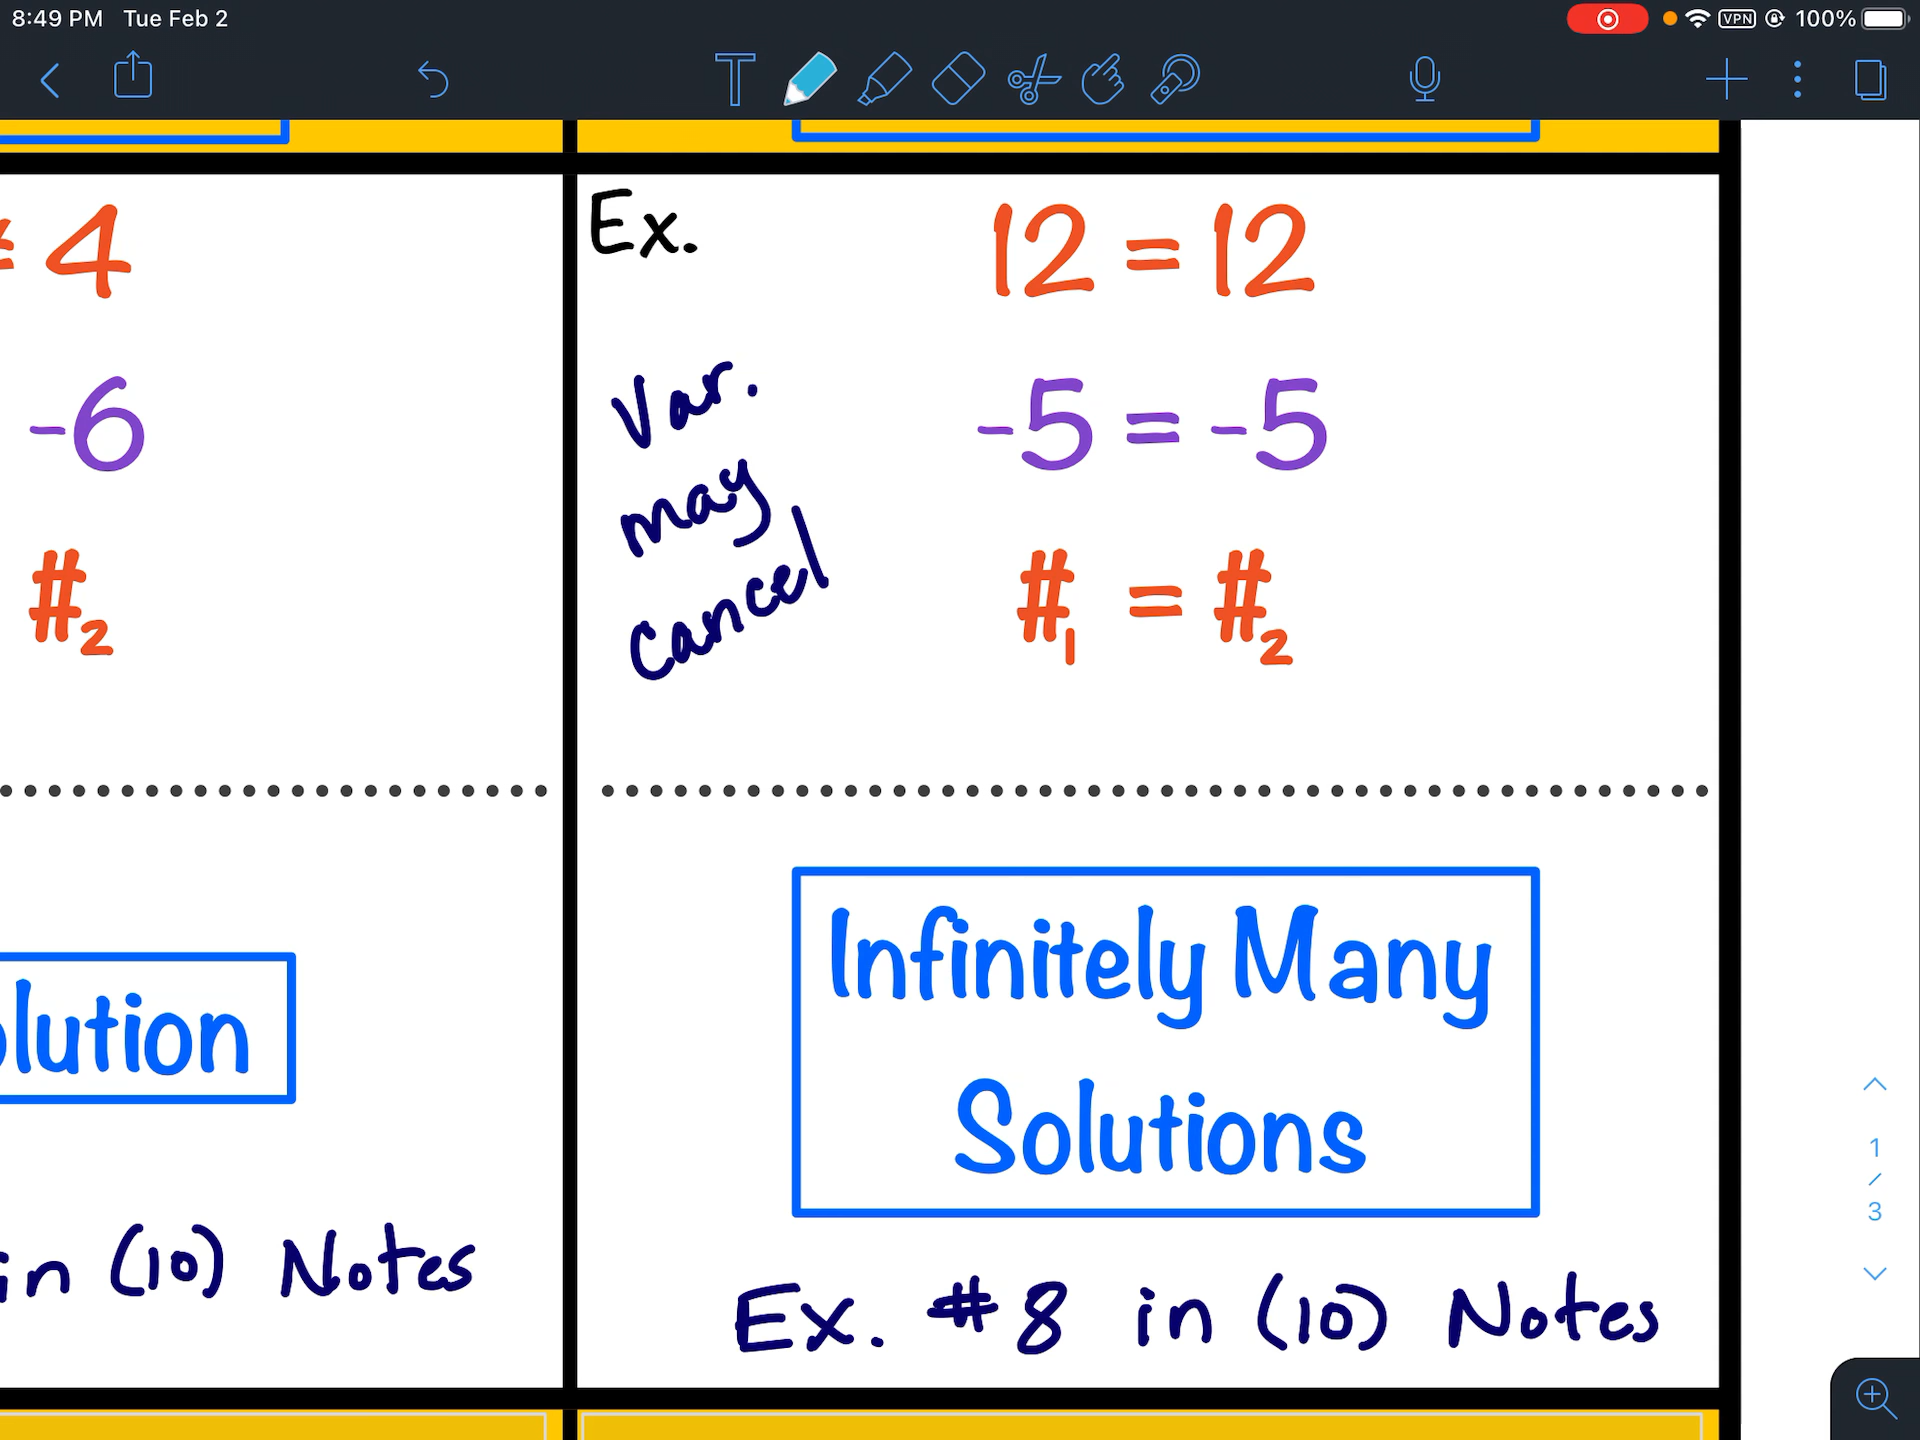 8:49 PM Tue Feb 2
VPN 100%
T
4
-6
#2
lution
in (10) Notes
Ex.
12 = 12
-5 = -5
#1 = #2
Var.
may
cancel
Infinitely Many
Solutions
Ex. #8 in (10) Notes
1
/
3